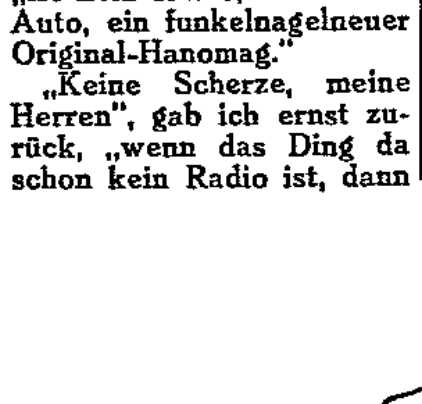 Auto, ein funkelnagelneuer
Original-Hanomag."
„Keine Scherze, meine
Herren", gab ich ernst zu-
rück, „wenn das Ding da
schon kein Radio ist, dann